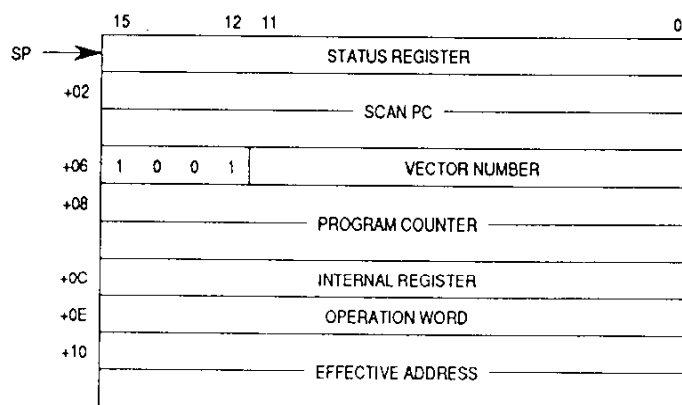 15 12 11 0
SP STATUS REGISTER
+02
SCAN PC
+06 1 0 0 1 VECTOR NUMBER
+08
PROGRAM COUNTER
+0C INTERNAL REGISTER
+0E OPERATION WORD
+10
EFFECTIVE ADDRESS